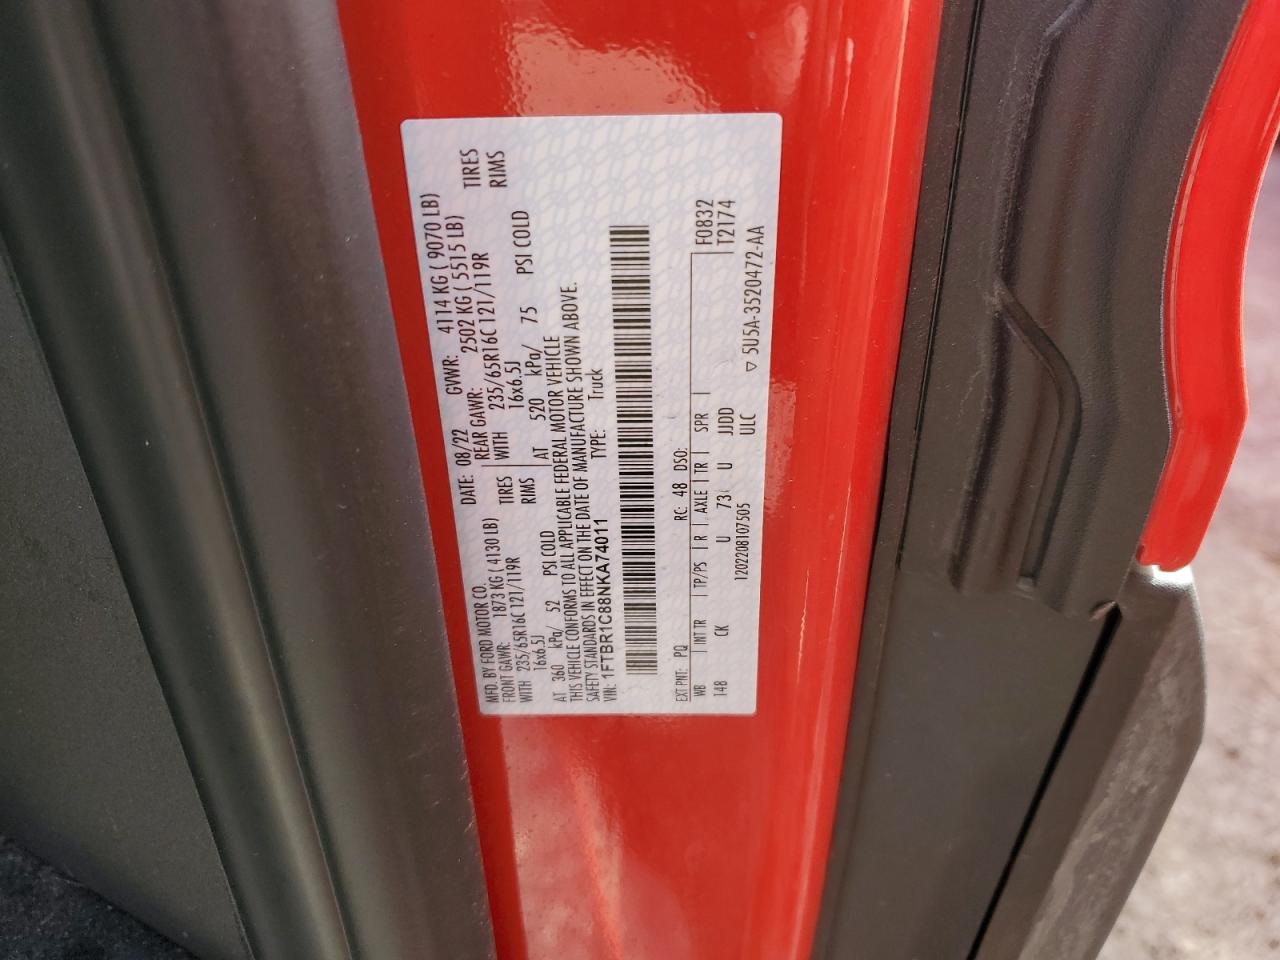 MFD. BY FORD MOTOR CO.
DATE: 08/22 GVWR: 4114 KG ( 9070 LB)
FRONT GAWR: 1873 KG ( 4130 LB) REAR GAWR: 2502 KG ( 5515 LB)
WITH 235/65R16C 121/119R TIRES WITH 235/65R16C 121/119R TIRES
16x6.5J RIMS 16x6.5J RIMS
AT 360 kPa/ 52 PSI COLD AT 520 kPa/ 75 PSI COLD
THIS VEHICLE CONFORMS TO ALL APPLICABLE FEDERAL MOTOR VEHICLE
SAFETY STANDARDS IN EFFECT ON THE DATE OF MANUFACTURE SHOWN ABOVE.
VIN: 1FTBR1C88NKA74011 TYPE: Truck
EXT PNT: PQ RC: 48 DSO: F0832
WB INT TR TP/PS R AXLE TR SPR T2174
148 CK U 73 U JJDD
ULC
1202208107505 ▽ 5U5A-3520472-AA